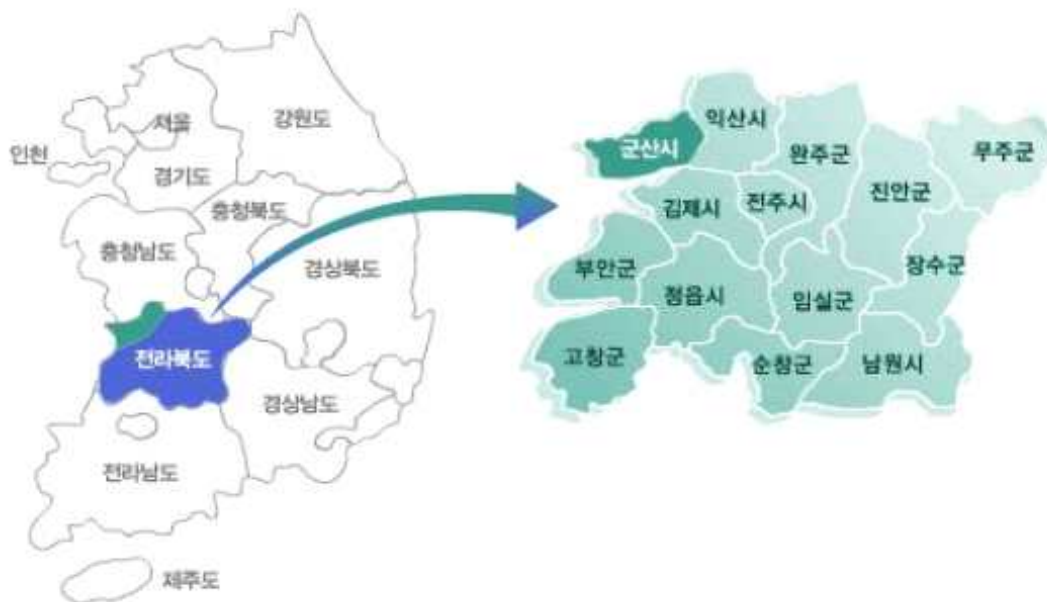 서울
강원도
인천
경기도
충청북도
충청남도
경상북도
전라북도
경상남도
전라남도
제주도
익산시
군산시
완주군
무주군
진안군
김제시
전주시
부안군
장수군
정읍시
임실군
고창군
순창군
남원시